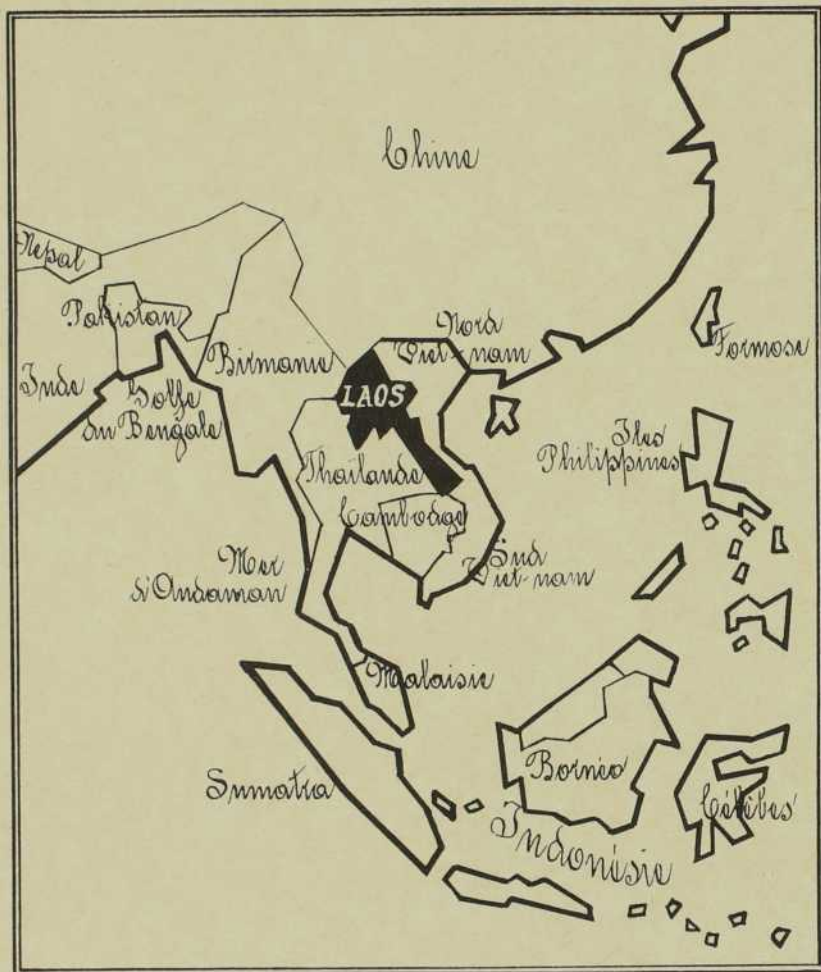 Chine
Nepal
Pakistan
Inde
Golfe
du Bengale
Birmanie
Nord
Viet-nam
LAOS
Formose
Iles
Philippines
Thaïlande
Cambodge
Sud
Viet-nam
Mer
d'Andaman
Malaisie
Sumatra
Bornéo
Célèbes
Indonésie